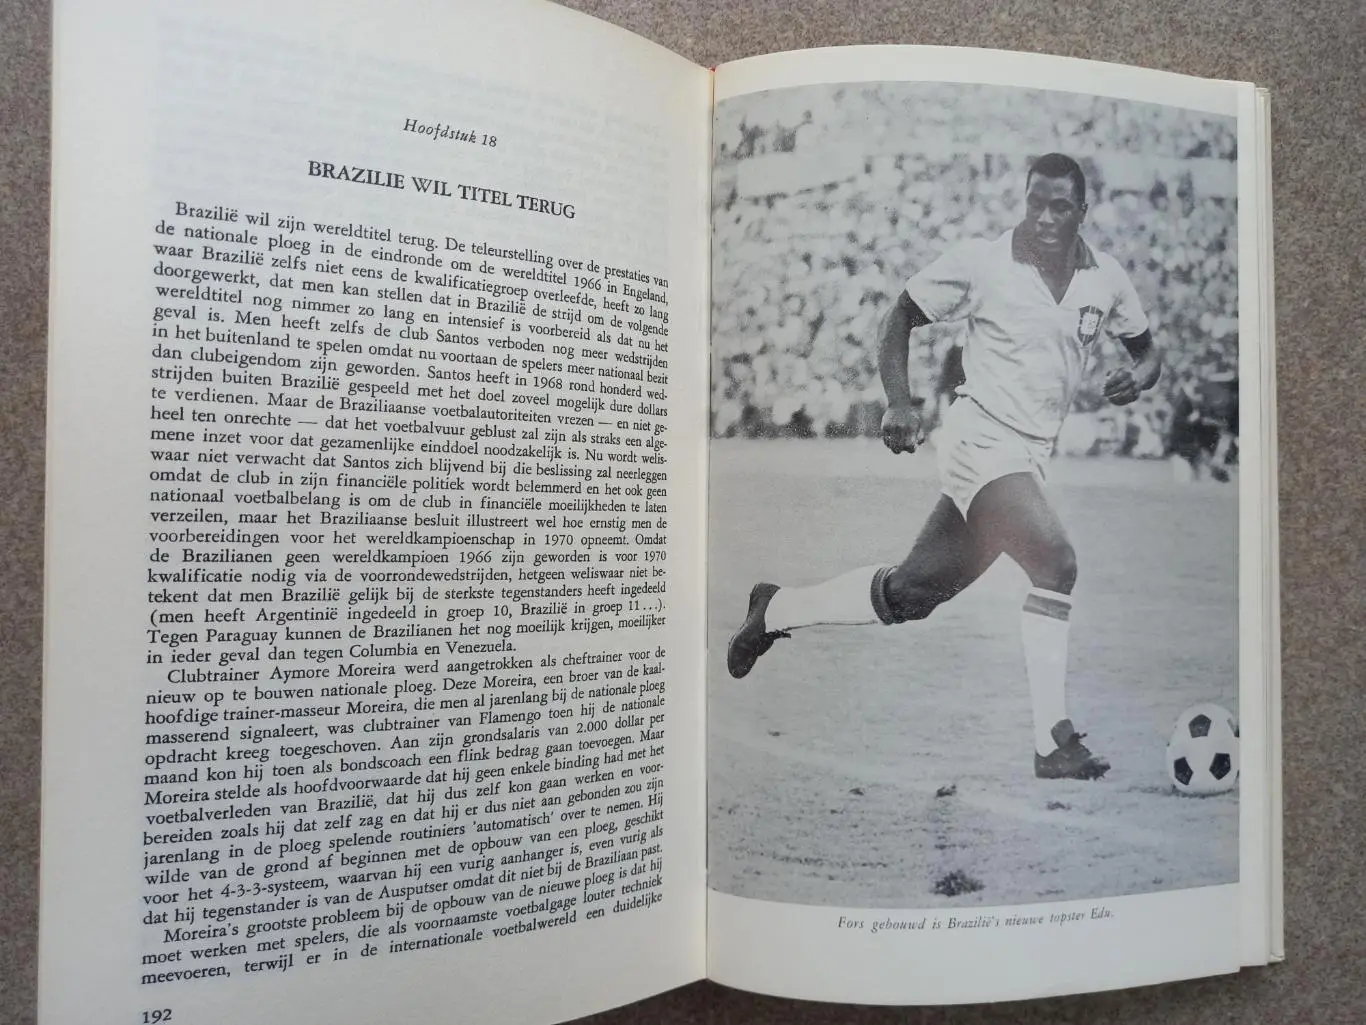 Hoofdstuk 18
BRAZILIE WIL TITEL TERUG
Brazilië wil zijn wereldtitel terug. De teleurstelling over de prestaties van
de nationale ploeg in de eindronde om de wereldtitel 1966 in Engeland,
waar Brazilië zelfs niet eens de kwalificatiegroep overleefde, heeft zo lang
doorgewerkt, dat men kan stellen dat in Brazilië de strijd om de volgende
wereldtitel nog nimmer zo lang en intensief is voorbereid als dat nu het
geval is. Men heeft zelfs de club Santos verboden nog meer wedstrijden
in het buitenland te spelen omdat nu voortaan de spelers meer nationaal bezit
dan clubeigendom zijn geworden. Santos heeft in 1968 rond honderd wed-
strijden buiten Brazilië gespeeld met het doel zoveel mogelijk dure dollars
te verdienen. Maar de Braziliaanse voetbalautoriteiten vrezen — en niet ge-
heel ten onrechte — dat het voetbalvuur geblust zal zijn als straks een alge-
mene inzet voor dat gezamenlijke einddoel noodzakelijk is. Nu wordt welis-
waar niet verwacht dat Santos zich blijvend bij die beslissing zal neerleggen
omdat de club in zijn financiële politiek wordt belemmerd en het ook geen
nationaal voetbalbelang is om de club in financiële moeilijkheden te laten
verzeilen, maar het Braziliaanse besluit illustreert wel hoe ernstig men de
voorbereidingen voor het wereldkampioenschap in 1970 opneemt. Omdat
de Brazilianen geen wereldkampioen 1966 zijn geworden is voor 1970
kwalificatie nodig via de voorrondewedstrijden, hetgeen weliswaar niet be-
tekent dat men Brazilië gelijk bij de sterkste tegenstanders heeft ingedeeld
(men heeft Argentinië ingedeeld in groep 10, Brazilië in groep 11...).
Tegen Paraguay kunnen de Brazilianen het nog moeilijk krijgen, moeilijker
in ieder geval dan tegen Columbia en Venezuela.
Clubtrainer Aymore Moreira werd aangetrokken als cheftrainer voor de
nieuw op te bouwen nationale ploeg. Deze Moreira, een broer van de kaal-
hoofdige trainer-masseur Moreira, die men al jarenlang bij de nationale ploeg
masserend signaleert, was clubtrainer van Flamengo toen hij de nationale
opdracht kreeg toegeschoven. Aan zijn grondsalaris van 2.000 dollar per
maand kon hij toen als bondscoach een flink bedrag gaan toevoegen. Maar
Moreira stelde als hoofdvoorwaarde dat hij geen enkele binding had met het
voetbalverleden van Brazilië, dat hij dus zelf kon gaan werken en voor-
bereiden zoals hij dat zelf zag en dat hij er dus niet aan gebonden zou zijn
jarenlang in de ploeg spelende routiniers 'automatisch' over te nemen. Hij
wilde van de grond af beginnen met de opbouw van een ploeg, geschikt
voor het 4-3-3-systeem, waarvan hij een vurig aanhanger is, even vurig als
dat hij tegenstander is van de Ausputser omdat dit niet bij de Braziliaan past.
Moreira's grootste probleem bij de opbouw van de nieuwe ploeg is dat hij
moet werken met spelers, die als voornaamste voetbalgage louter techniek
meevoeren, terwijl er in de internationale voetbalwereld een duidelijke
192
Fors gebouwd is Brazilië's nieuwe topster Edu.